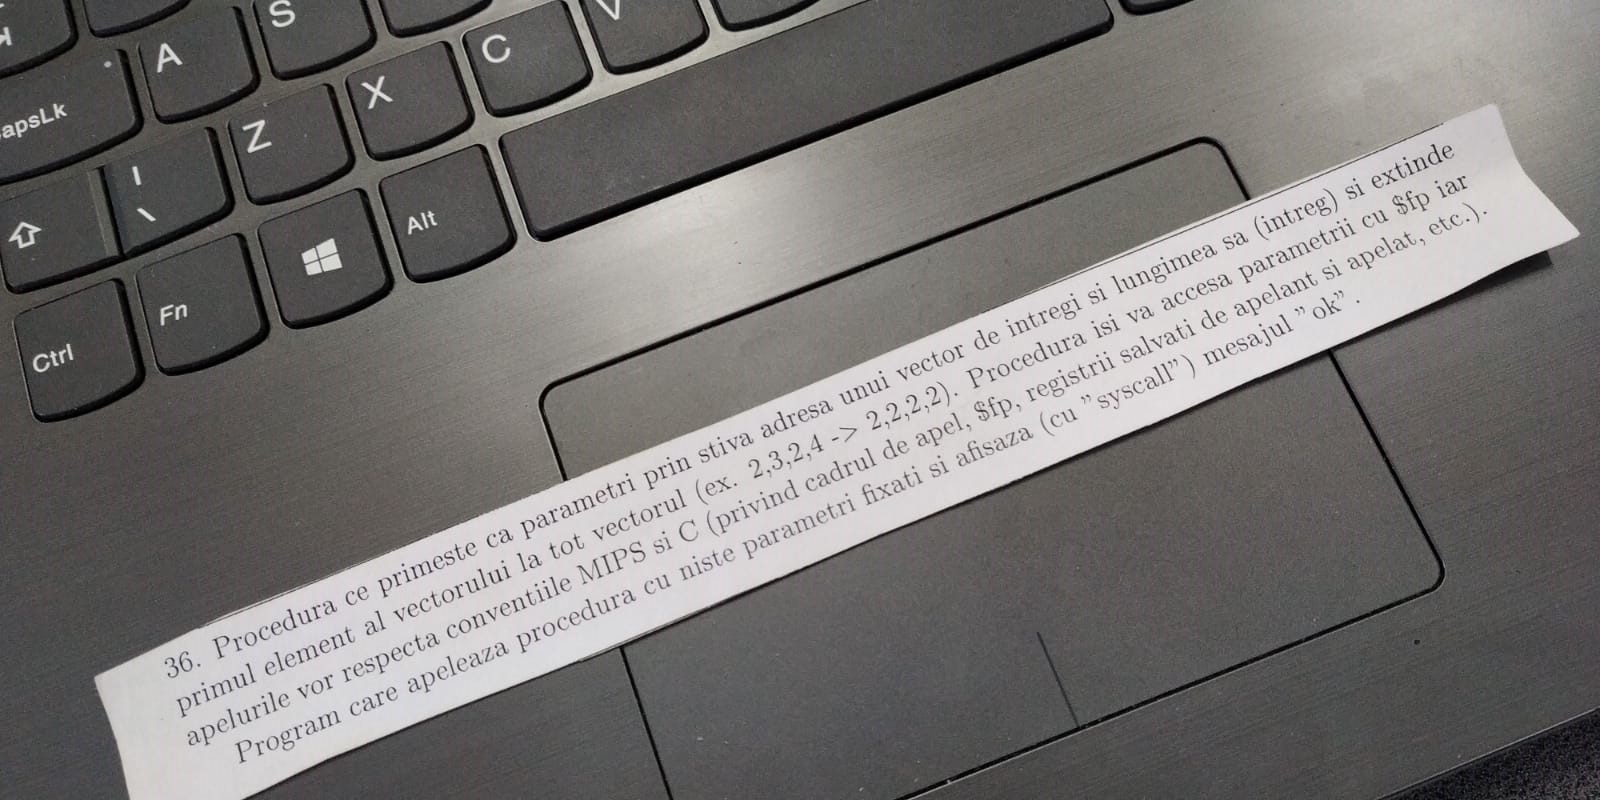 S
A
V
C
X
apsLk
Z
|
\
Alt
Fn
Ctrl
36. Procedura ce primeste ca parametri prin stiva adresa unui vector de intregi si lungimea sa (intreg) si extinde
primul element al vectorului la tot vectorul (ex. 2,3,2,4 -> 2,2,2,2). Procedura isi va accesa parametrii cu $fp iar
apelurile vor respecta conventiile MIPS si C (privind cadrul de apel, $fp, registrii salvati de apelant si apelat, etc.).
Program care apeleaza procedura cu niste parametri fixati si afisaza (cu ”syscall”) mesajul ”ok” .